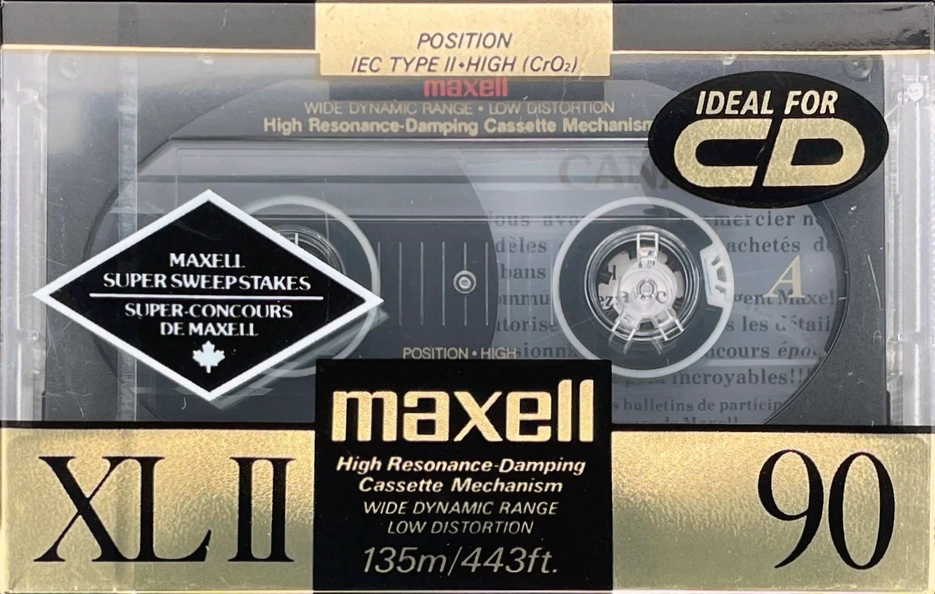 POSITION
IEC TYPE II•HIGH (CrO₂)
maxell
WIDE DYNAMIC RANGE • LOW DISTORTION
High Resonance-Damping Cassette Mechanism
IDEAL FOR
CD
MAXELL
SUPER SWEEPSTAKES
SUPER-CONCOURS
DE MAXELL
A
POSITION • HIGH
maxell
High Resonance-Damping
Cassette Mechanism
WIDE DYNAMIC RANGE
LOW DISTORTION
135m/443ft.
XL II
90
incroyables!!
bulletins de